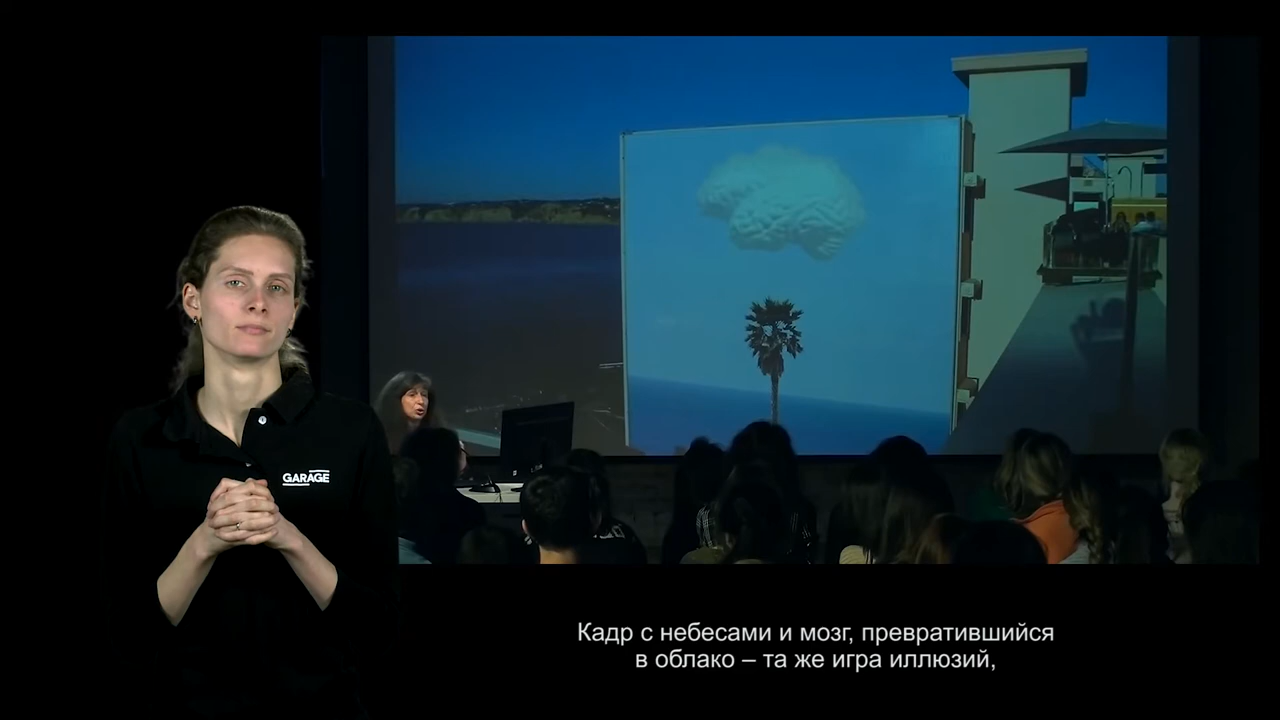 GARAGE
Кадр с небесами и мозг, превратившийся
в облако – та же игра иллюзий,